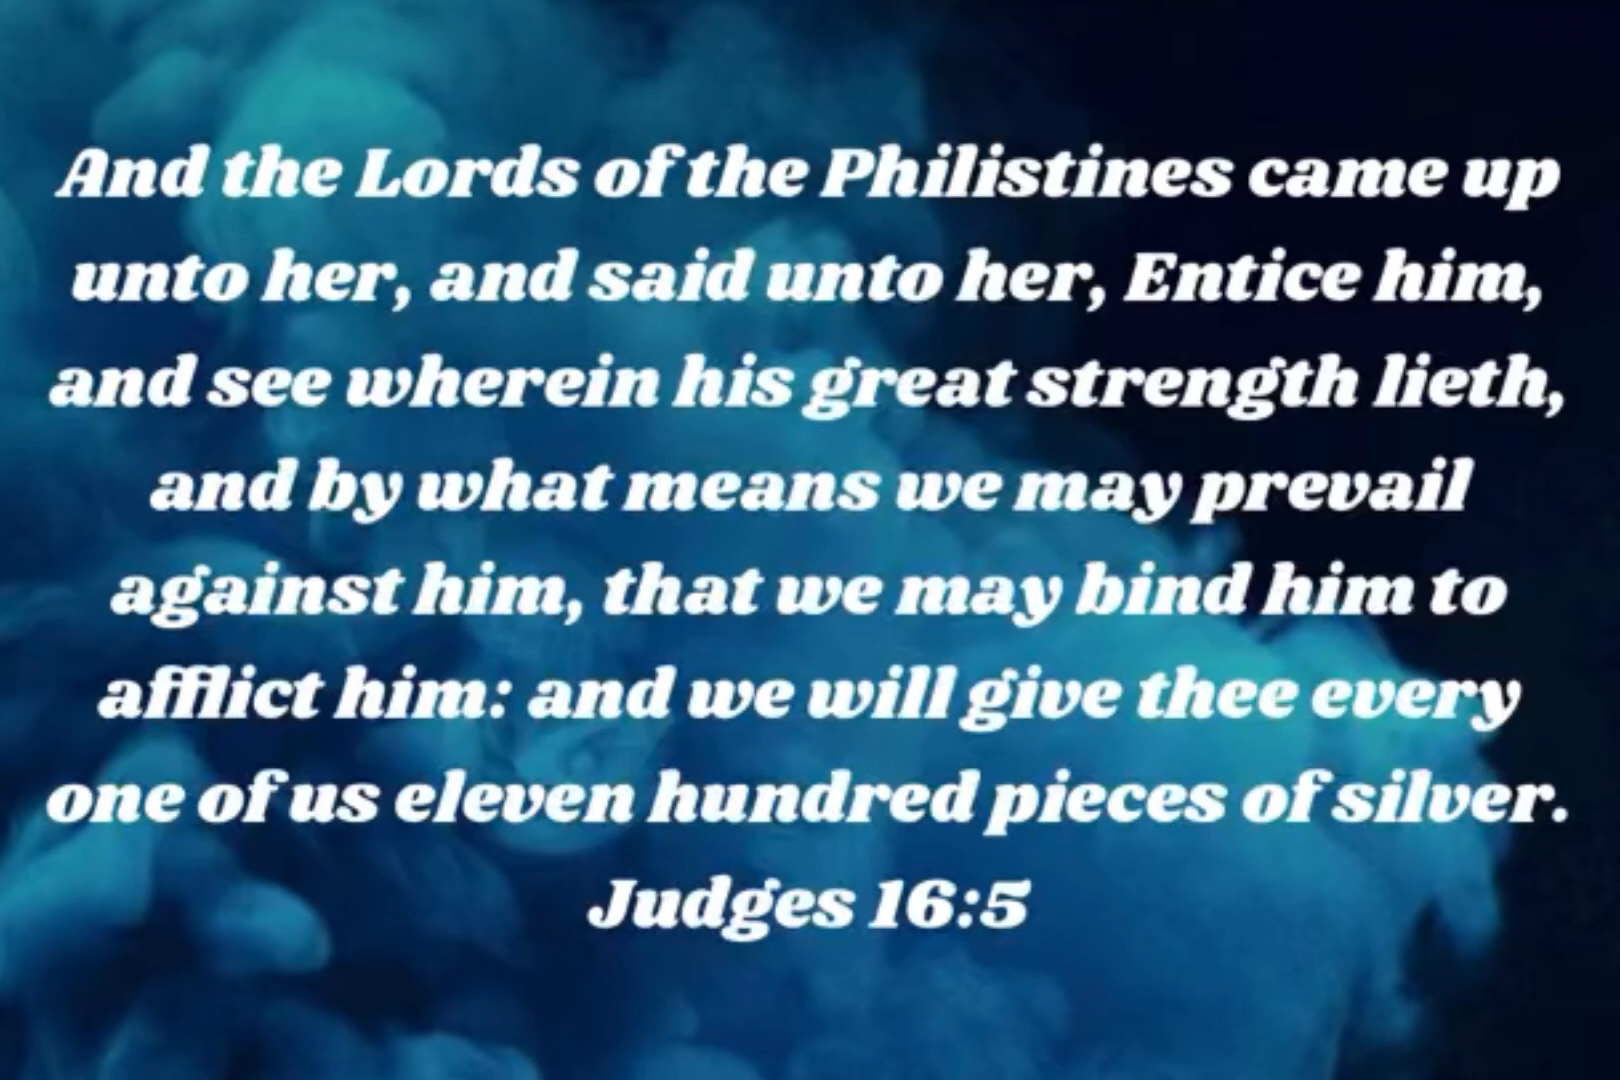 And the Lords of the Philistines came up
unto her, and said unto her, Entice him,
and see wherein his great strength lieth,
and by what means we may prevail
against him, that we may bind him to
afflict him: and we will give thee every
one of us eleven hundred pieces of silver.
Judges 16:5